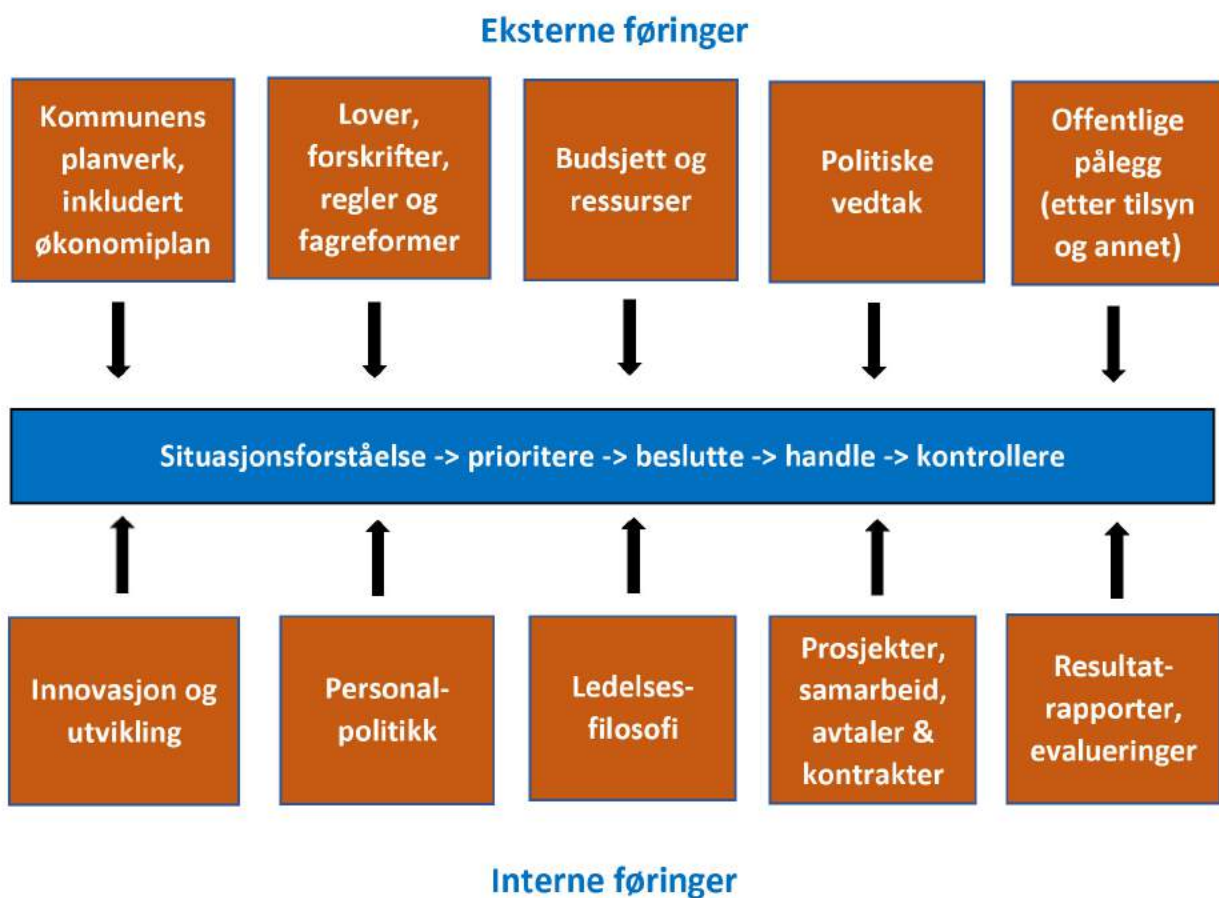 Eksterne føringer
Kommunens
planverk,
inkludert
økonomiplan
Lover,
forskrifter,
regler og
fagreformer
Budsjett og
ressurser
Politiske
vedtak
Offentlige
pålegg
(etter tilsyn
og annet)
Situasjonsforståelse -> prioritere -> beslutte -> handle -> kontrollere
Innovasjon og
utvikling
Personal-
politikk
Ledelses-
filosofi
Prosjekter,
samarbeid,
avtaler &
kontrakter
Resultat-
rapporter,
evalueringer
Interne føringer